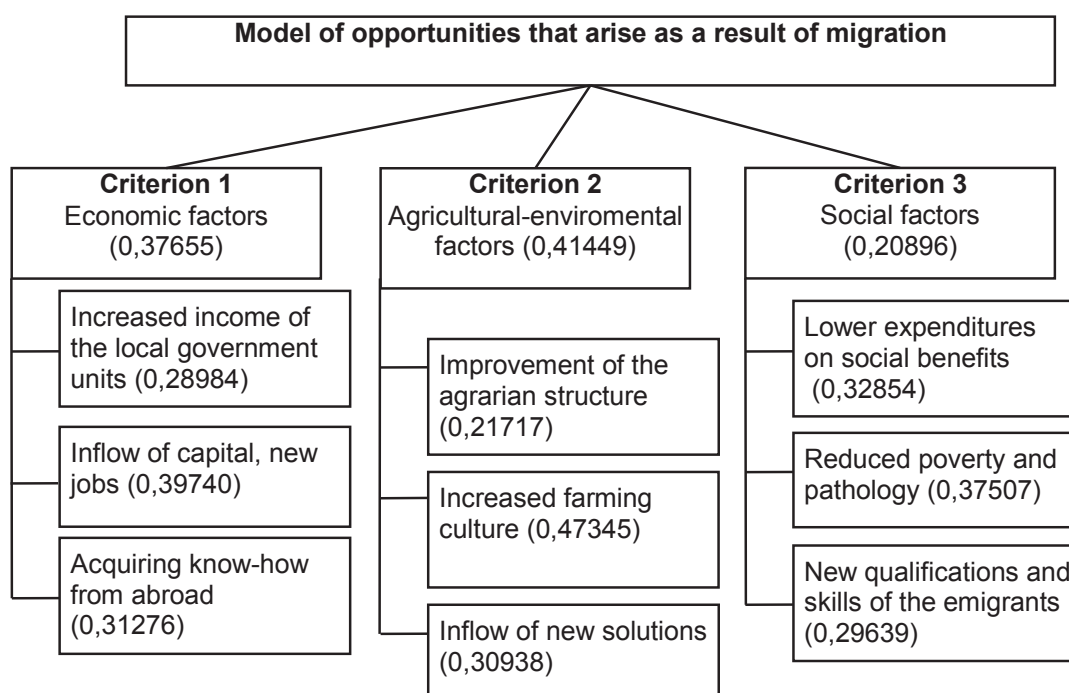 Model of opportunities that arise as a result of migration
Criterion 1
Economic factors
(0,37655)
Increased income of
the local government
units (0,28984)
Inflow of capital, new
jobs (0,39740)
Acquiring know-how
from abroad
(0,31276)
Criterion 2
Agricultural-enviromental
factors (0,41449)
Improvement of the
agrarian structure
(0,21717)
Increased farming
culture (0,47345)
Inflow of new solutions
(0,30938)
Criterion 3
Social factors
(0,20896)
Lower expenditures
on social benefits
(0,32854)
Reduced poverty and
pathology (0,37507)
New qualifications and
skills of the emigrants
(0,29639)